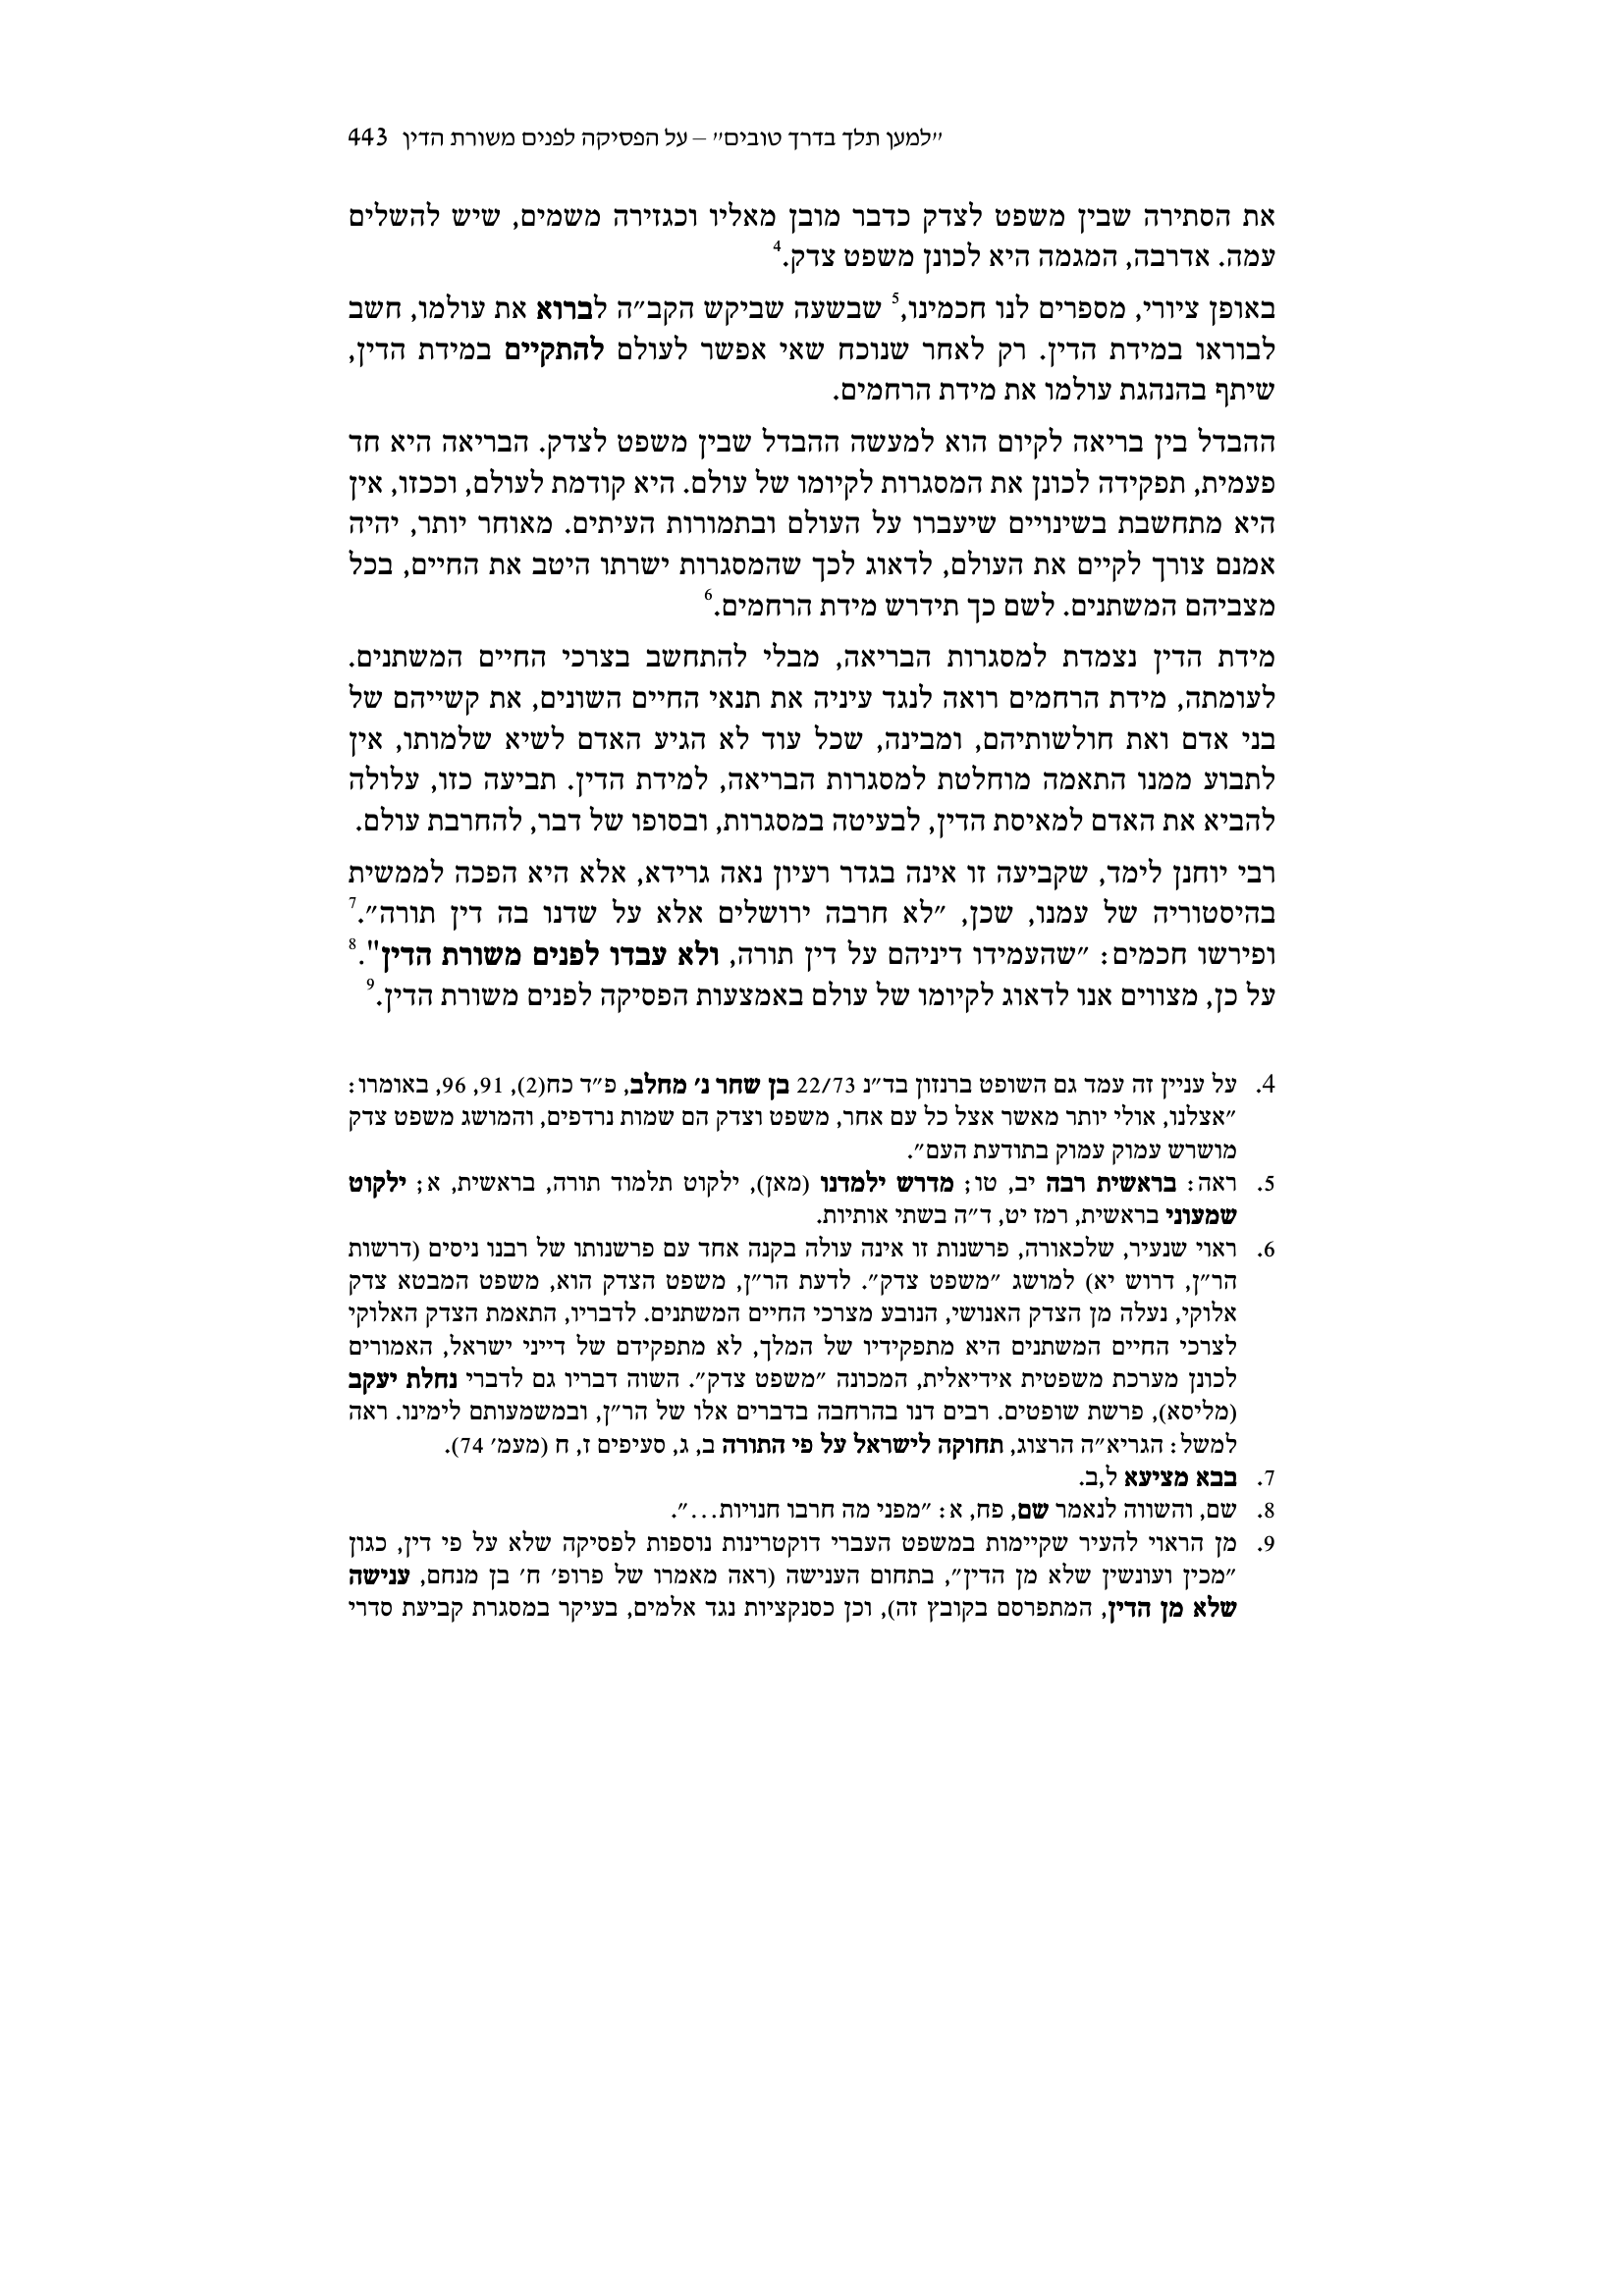 ״למען תלך בדרך טובים״ – על הפסיקה לפנים משורת הדין 443
את הסתירה שבין משפט לצדק כדבר מובן מאליו וכגזירה משמים, שיש להשלים
עמה. אדרבה, המגמה היא לכונן משפט צדק.4
באופן ציורי, מספרים לנו חכמינו,5 שבשעה שביקש הקב״ה לברוא את עולמו, חשב
לבוראו במידת הדין. רק לאחר שנוכח שאי אפשר לעולם להתקיים במידת הדין,
שיתף בהנהגת עולמו את מידת הרחמים.
ההבדל בין בריאה לקיום הוא למעשה ההבדל שבין משפט לצדק. הבריאה היא חד
פעמית, תפקידה לכונן את המסגרות לקיומו של עולם. היא קודמת לעולם, וככזו, אין
היא מתחשבת בשינויים שיעברו על העולם ובתמורות העיתים. מאוחר יותר, יהיה
אמנם צורך לקיים את העולם, לדאוג לכך שהמסגרות ישרתו היטב את החיים, בכל
מצביהם המשתנים. לשם כך תידרש מידת הרחמים.6
מידת הדין נצמדת למסגרות הבריאה, מבלי להתחשב בצרכי החיים המשתנים.
לעומתה, מידת הרחמים רואה לנגד עיניה את תנאי החיים השונים, את קשייהם של
בני אדם ואת חולשותיהם, ומבינה, שכל עוד לא הגיע האדם לשיא שלמותו, אין
לתבוע ממנו התאמה מוחלטת למסגרות הבריאה, למידת הדין. תביעה כזו, עלולה
להביא את האדם למאיסת הדין, לבעיטה במסגרות, ובסופו של דבר, להחרבת עולם.
רבי יוחנן לימד, שקביעה זו אינה בגדר רעיון נאה גרידא, אלא היא הפכה לממשית
בהיסטוריה של עמנו, שכן, ״לא חרבה ירושלים אלא על שדנו בה דין תורה״.7
ופירשו חכמים: ״שהעמידו דיניהם על דין תורה, ולא עבדו לפנים משורת הדין".8
על כן, מצווים אנו לדאוג לקיומו של עולם באמצעות הפסיקה לפנים משורת הדין.9
4. על עניין זה עמד גם השופט ברנזון בד״נ 22/73 בן שחר נ׳ מחלב, פ״ד כח(2), 91, 96, באומרו:
״אצלנו, אולי יותר מאשר אצל כל עם אחר, משפט וצדק הם שמות נרדפים, והמושג משפט צדק
מושרש עמוק עמוק בתודעת העם״.
5. ראה: בראשית רבה יב, טו; מדרש ילמדנו (מאן), ילקוט תלמוד תורה, בראשית, א; ילקוט
שמעוני בראשית, רמז יט, ד״ה בשתי אותיות.
6. ראוי שנעיר, שלכאורה, פרשנות זו אינה עולה בקנה אחד עם פרשנותו של רבנו ניסים (דרשות
הר״ן, דרוש יא) למושג ״משפט צדק״. לדעת הר״ן, משפט הצדק הוא, משפט המבטא צדק
אלוקי, נעלה מן הצדק האנושי, הנובע מצרכי החיים המשתנים. לדבריו, התאמת הצדק האלוקי
לצרכי החיים המשתנים היא מתפקידיו של המלך, לא מתפקידם של דייני ישראל, האמורים
לכונן מערכת משפטית אידיאלית, המכונה ״משפט צדק״. השוה דבריו גם לדברי נחלת יעקב
(מליסא), פרשת שופטים. רבים דנו בהרחבה בדברים אלו של הר״ן, ובמשמעותם לימינו. ראה
למשל: הגריא״ה הרצוג, תחוקה לישראל על פי התורה ב, ג, סעיפים ז, ח (מעמ׳ 74).
7. בבא מציעא ל,ב.
8. שם, והשווה לנאמר שם, פח, א: ״מפני מה חרבו חנויות...״.
9. מן הראוי להעיר שקיימות במשפט העברי דוקטרינות נוספות לפסיקה שלא על פי דין, כגון
״מכין ועונשין שלא מן הדין״, בתחום הענישה (ראה מאמרו של פרופ׳ ח׳ בן מנחם, ענישה
שלא מן הדין, המתפרסם בקובץ זה), וכן כסנקציות נגד אלמים, בעיקר במסגרת קביעת סדרי